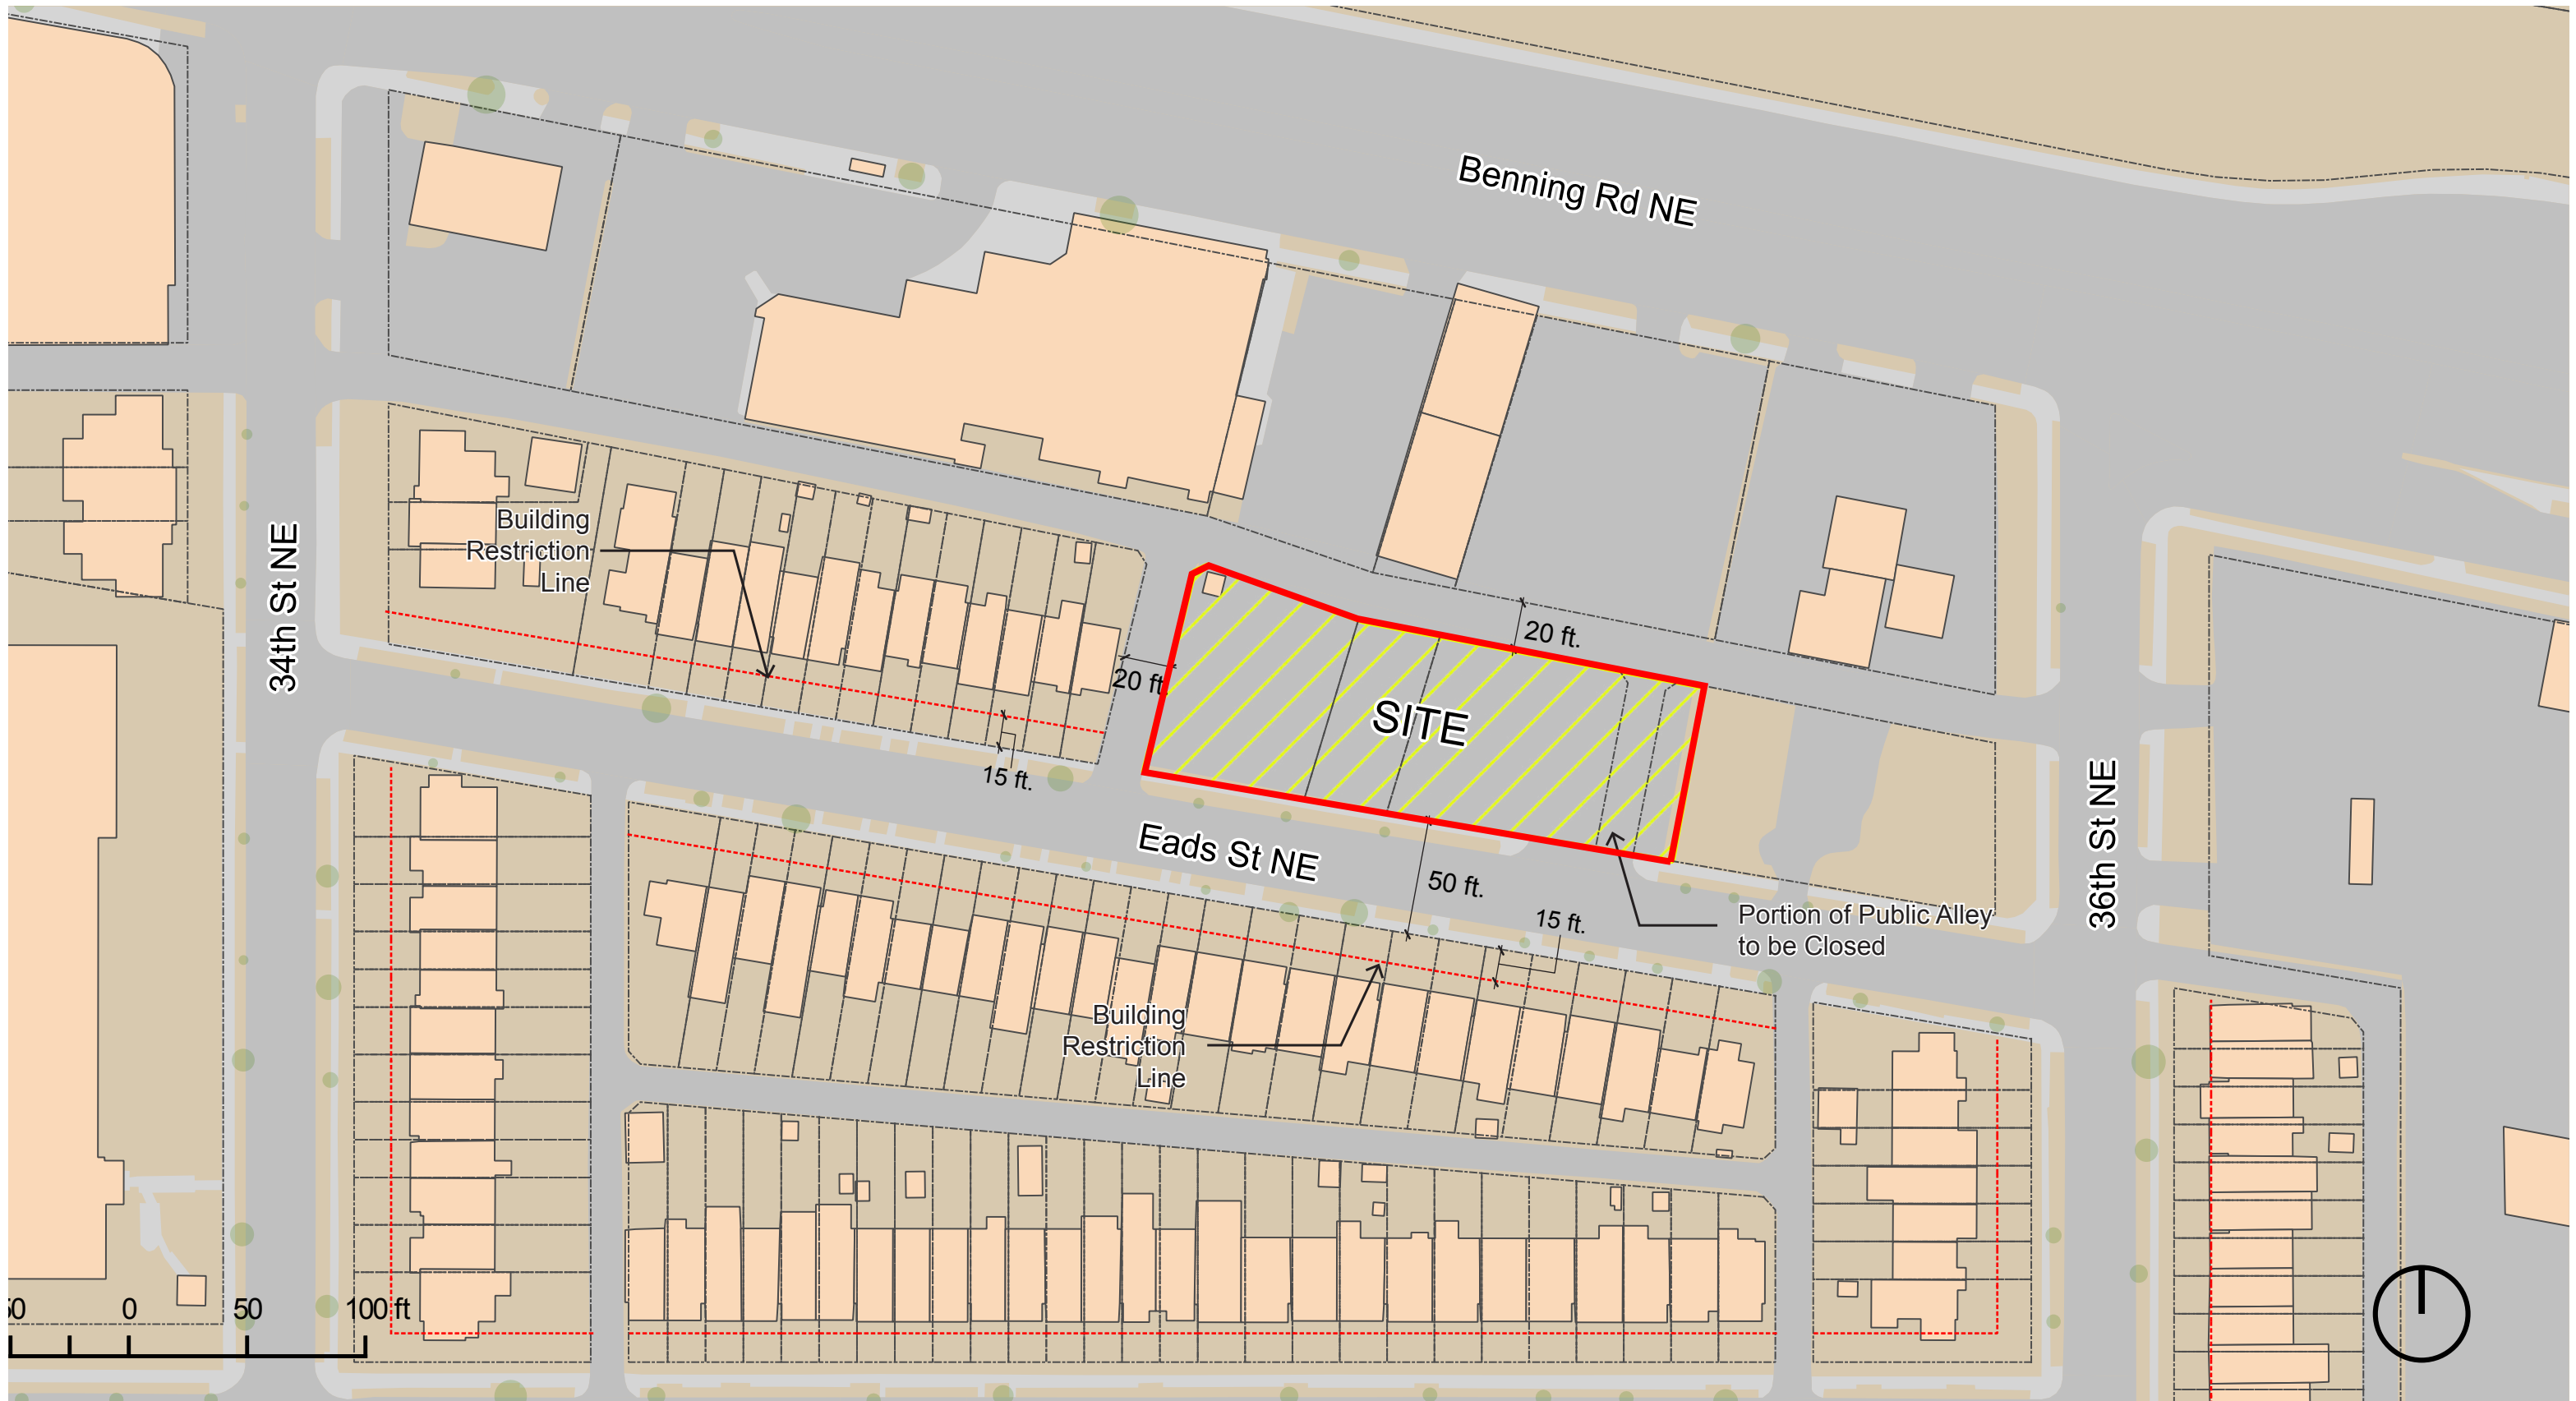 Benning Rd NE
Building
Restriction
Line
34th St NE
20 ft.
20 ft.
SITE
15 ft.
Eads St NE
50 ft.
15 ft.
Portion of Public Alley
to be Closed
36th St NE
Building
Restriction
Line
0
50
100 ft